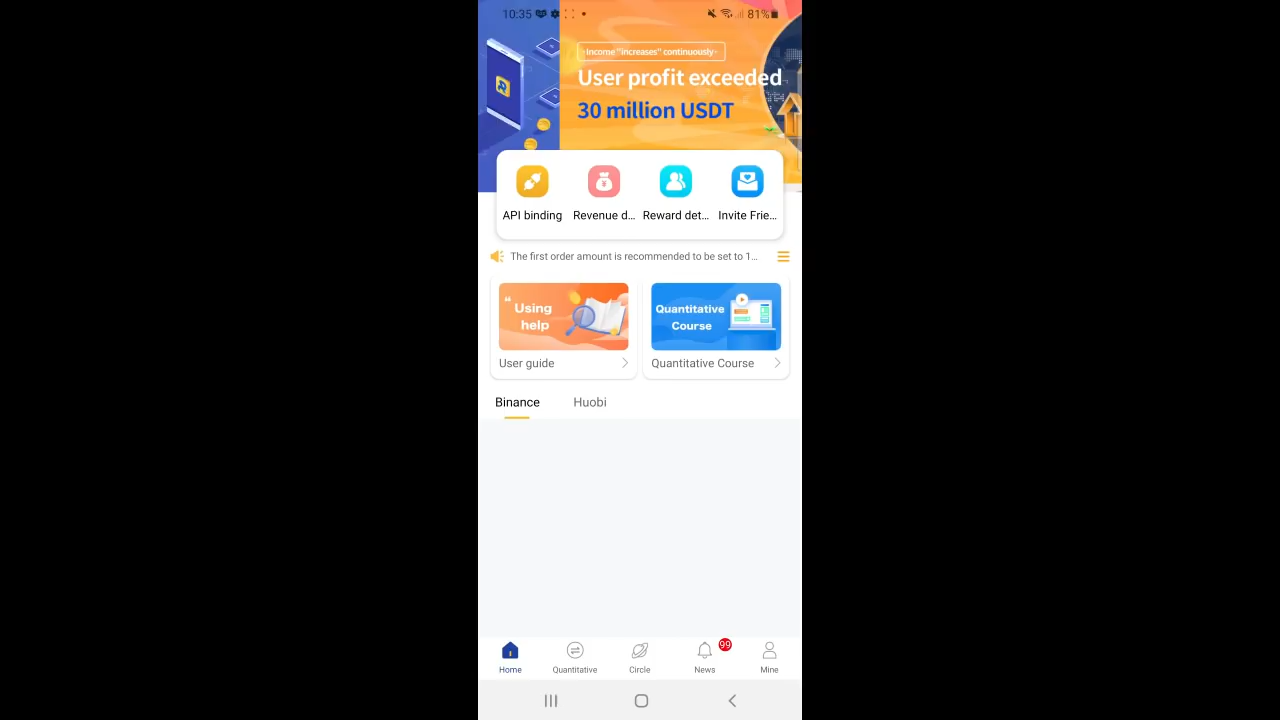 10:35
81%
-Income "increases" continuously-
User profit exceeded
30 million USDT
API binding
Revenue d...
Reward det...
Invite Frie...
The first order amount is recommended to be set to 1...
Using
help
Quantitative
Course
User guide
Quantitative Course
Binance
Huobi
99
Home
Quantitative
Circle
News
Mine